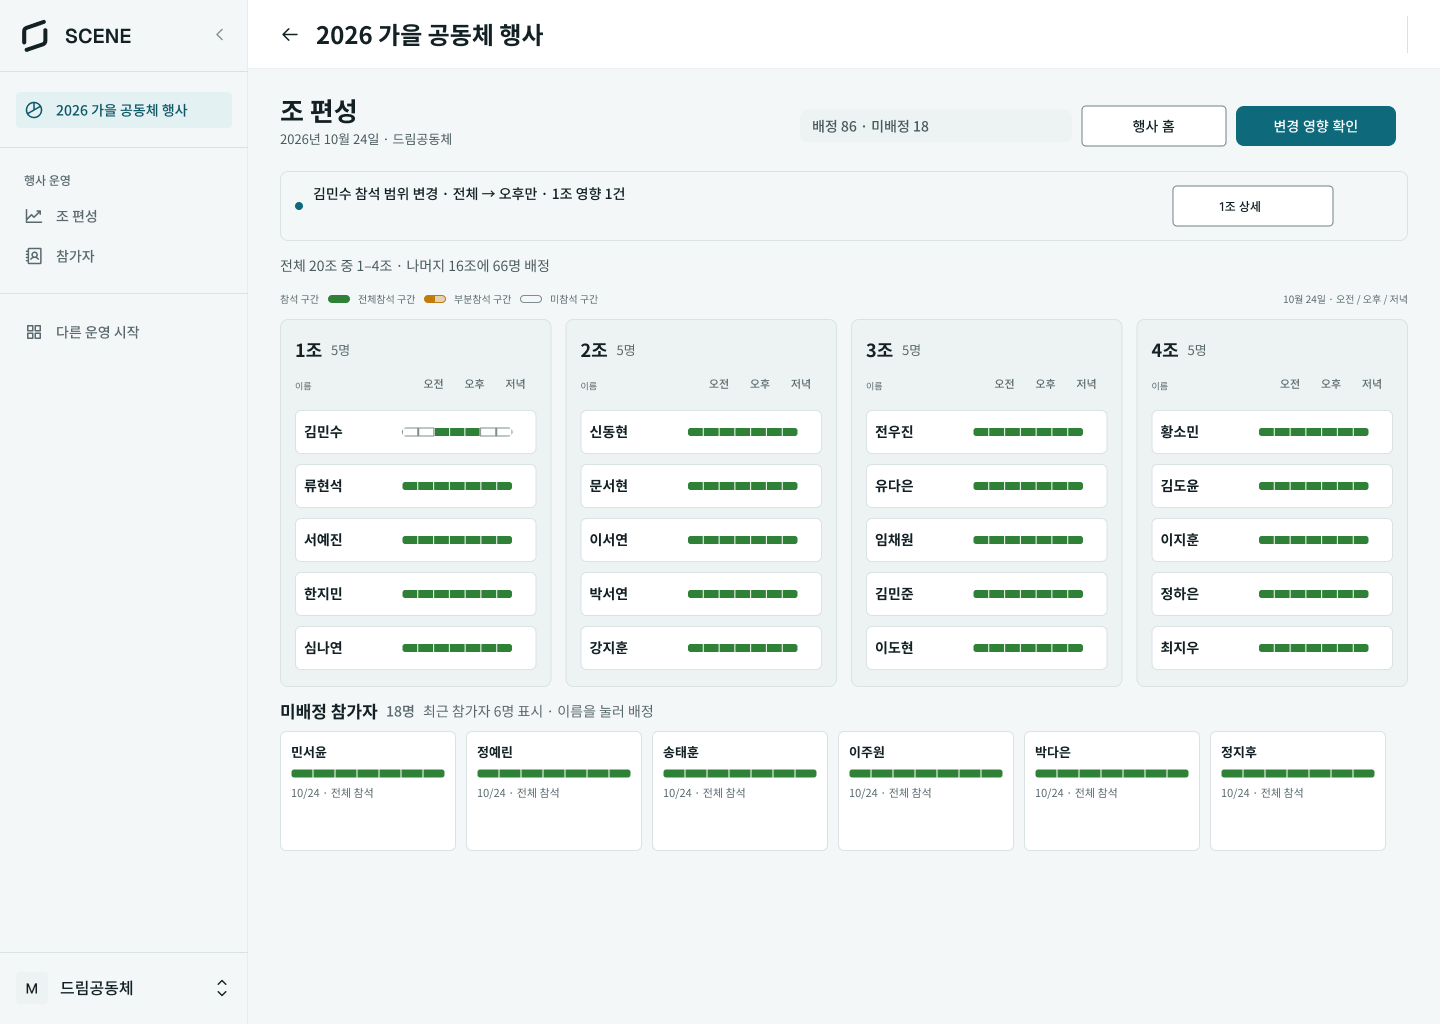 SCENE
2026 가을 공동체 행사
2026 가을 공동체 행사
행사 운영
조 편성
참가자
다른 운영 시작
M 드림공동체
조 편성
2026년 10월 24일 · 드림공동체
배정 86 · 미배정 18
행사 홈
변경 영향 확인
김민수 참석 범위 변경 · 전체 → 오후만 · 1조 영향 1건
1조 상세
전체 20조 중 1–4조 · 나머지 16조에 66명 배정
참석 구간 전체참석 구간 부분참석 구간 미참석 구간
10월 24일 · 오전 / 오후 / 저녁
1조 5명
이름 오전 오후 저녁
김민수
류현석
서예진
한지민
심나연
2조 5명
이름 오전 오후 저녁
신동현
문서현
이서연
박서연
강지훈
3조 5명
이름 오전 오후 저녁
전우진
유다은
임채원
김민준
이도현
4조 5명
이름 오전 오후 저녁
황소민
김도윤
이지훈
정하은
최지우
미배정 참가자 18명 최근 참가자 6명 표시 · 이름을 눌러 배정
민서윤
10/24 · 전체 참석
정예린
10/24 · 전체 참석
송태훈
10/24 · 전체 참석
이주원
10/24 · 전체 참석
박다은
10/24 · 전체 참석
정지후
10/24 · 전체 참석